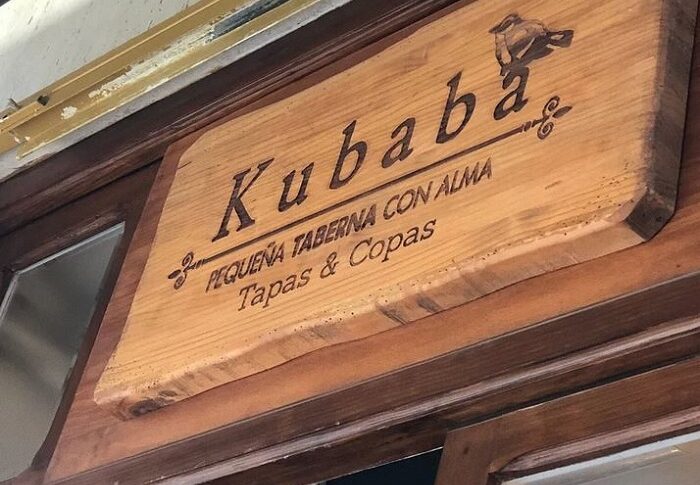 Kubaba
PEQUEÑA TABERNA CON ALMA
Tapas & Copas